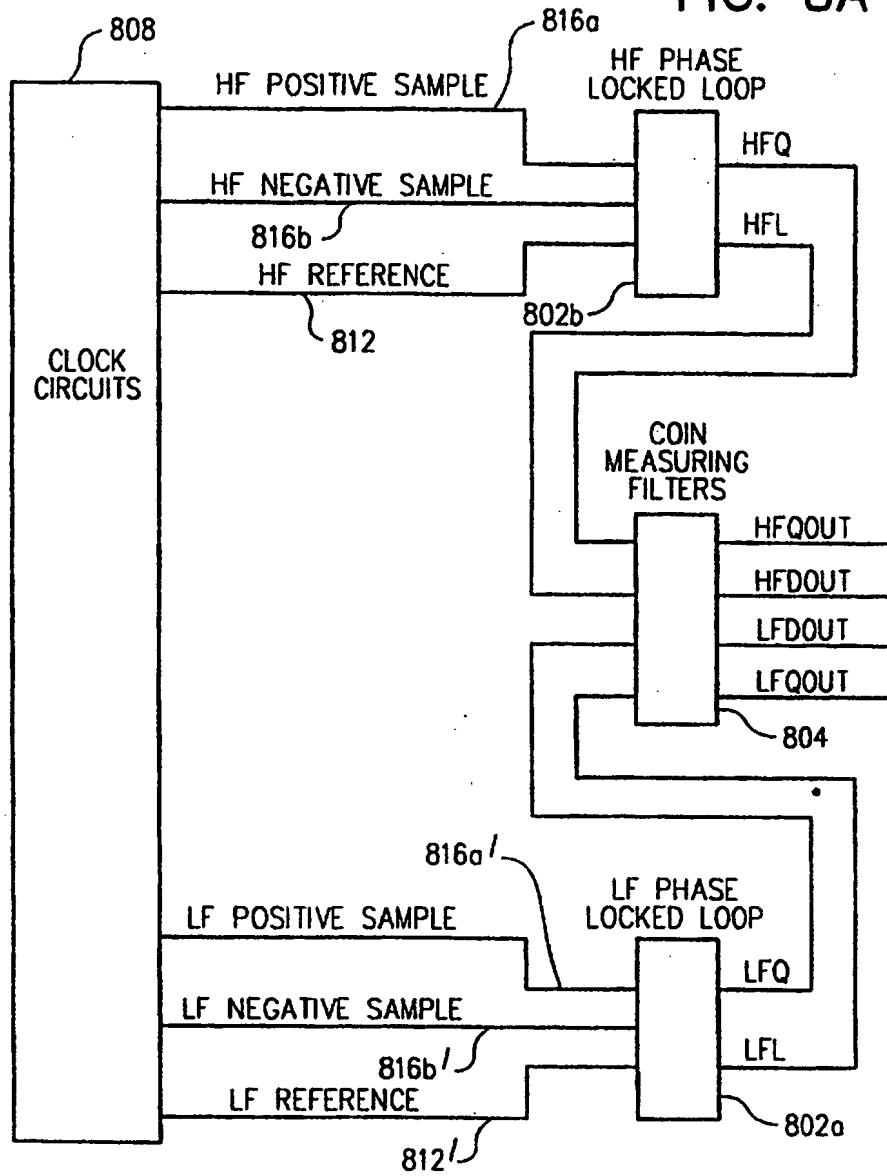 FIG. 8A
808
816a
HF POSITIVE SAMPLE
HF PHASE
LOCKED LOOP
HFQ
HF NEGATIVE SAMPLE
816b
HFL
HF REFERENCE
812
802b
CLOCK
CIRCUITS
COIN
MEASURING
FILTERS
HFQOUT
HFDOUT
LFDOUT
LFQOUT
804
816a'
LF PHASE
LOCKED LOOP
LF POSITIVE SAMPLE
LFQ
LF NEGATIVE SAMPLE
816b'
LFL
LF REFERENCE
812'
802a